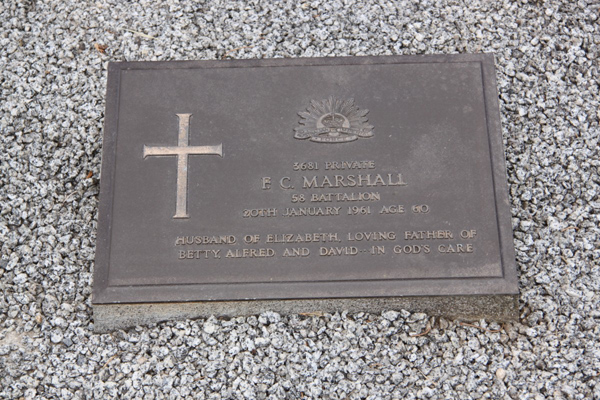 3681 PRIVATE
F. C. MARSHALL
58 BATTALION
20TH JANUARY 1961 AGE 60
HUSBAND OF ELIZABETH, LOVING FATHER OF
BETTY, ALFRED AND DAVID - IN GOD'S CARE